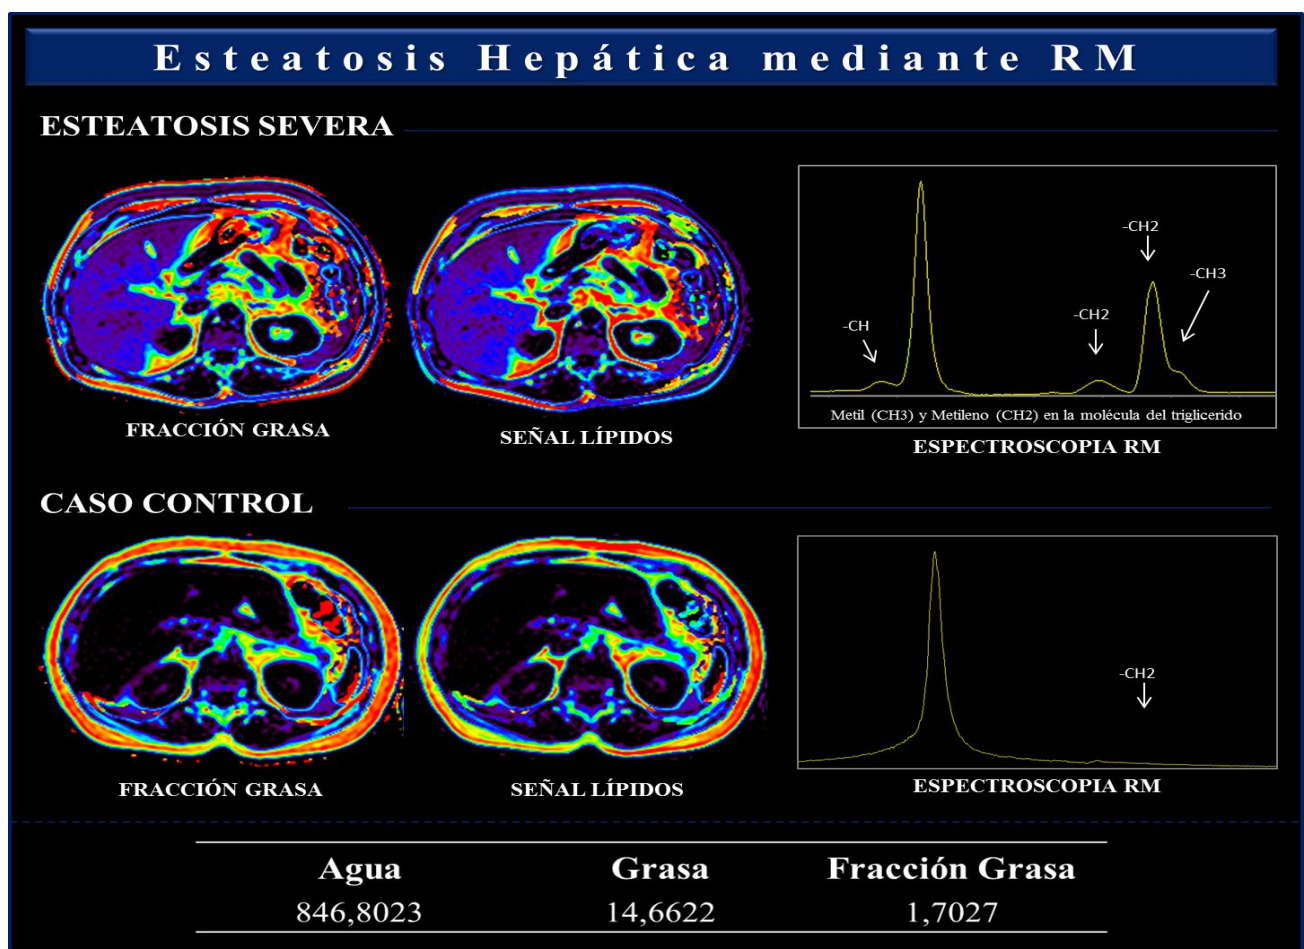 Esteatosis Hepática mediante RM
ESTEATOSIS SEVERA
-CH
-CH2
-CH2
-CH3
Metil (CH3) y Metileno (CH2) en la molécula del triglicerido
FRACCIÓN GRASA
SEÑAL LÍPIDOS
ESPECTROSCOPIA RM
CASO CONTROL
-CH2
FRACCIÓN GRASA
SEÑAL LÍPIDOS
ESPECTROSCOPIA RM
Agua Grasa Fracción Grasa
846,8023 14,6622 1,7027